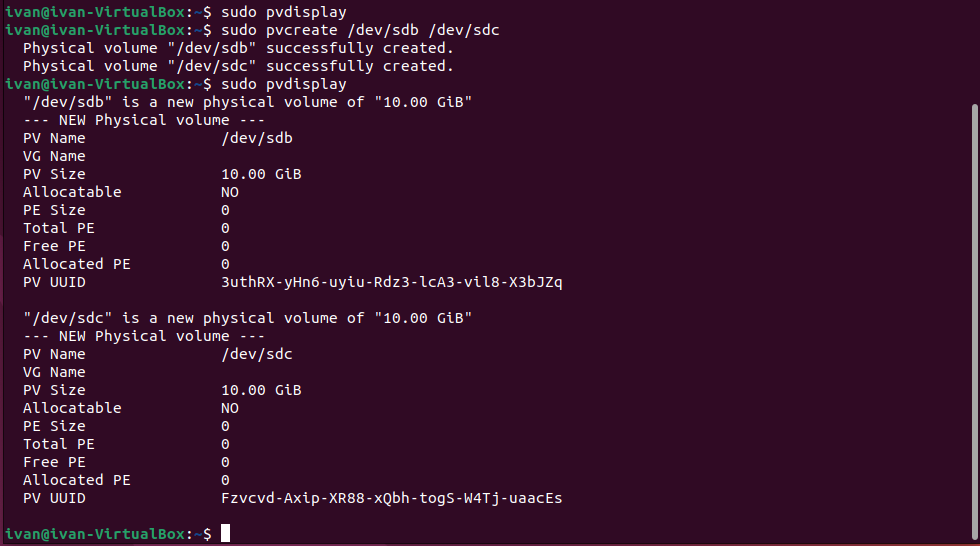 ivan@ivan-VirtualBox:~$ sudo pvdisplay
ivan@ivan-VirtualBox:~$ sudo pvcreate /dev/sdb /dev/sdc
  Physical volume "/dev/sdb" successfully created.
  Physical volume "/dev/sdc" successfully created.
ivan@ivan-VirtualBox:~$ sudo pvdisplay
  "/dev/sdb" is a new physical volume of "10.00 GiB"
  --- NEW Physical volume ---
  PV Name               /dev/sdb
  VG Name
  PV Size               10.00 GiB
  Allocatable           NO
  PE Size               0
  Total PE              0
  Free PE               0
  Allocated PE          0
  PV UUID               3uthRX-yHn6-uyiu-Rdz3-lcA3-vil8-X3bJZq

  "/dev/sdc" is a new physical volume of "10.00 GiB"
  --- NEW Physical volume ---
  PV Name               /dev/sdc
  VG Name
  PV Size               10.00 GiB
  Allocatable           NO
  PE Size               0
  Total PE              0
  Free PE               0
  Allocated PE          0
  PV UUID               Fzvcvd-Axip-XR88-xQbh-togS-W4Tj-uaacEs

ivan@ivan-VirtualBox:~$